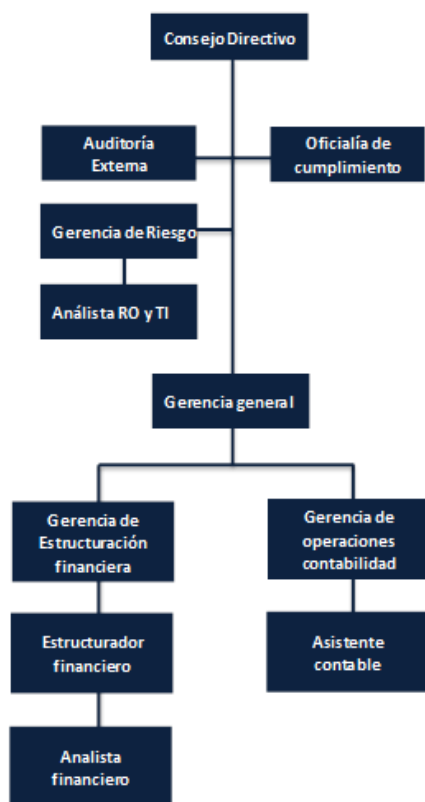 Consejo Directivo
Auditoría
Externa
Oficialía de
cumplimiento
Gerencia de Riesgo
Análista RO y TI
Gerencia general
Gerencia de
Estructuración
financiera
Gerencia de
operaciones
contabilidad
Estructurador
financiero
Asistente
contable
Analista
financiero